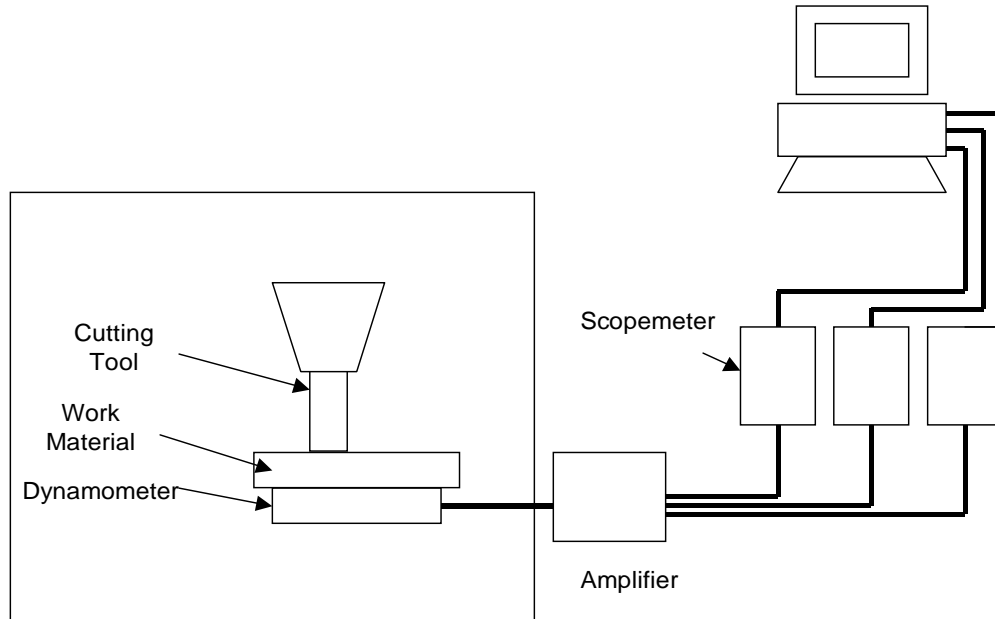 Cutting
Tool
Work
Material
Dynamometer
Scopemeter
Amplifier